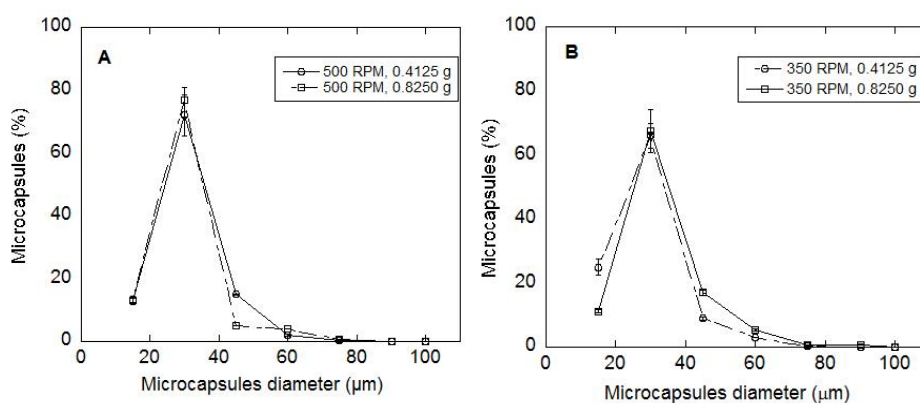 A
500 RPM, 0.4125 g
500 RPM, 0.8250 g
Microcapsules (%)
100
80
60
40
20
0
0 20 40 60 80 100
Microcapsules diameter (µm)
B
350 RPM, 0.4125 g
350 RPM, 0.8250 g
Microcapsules (%)
100
80
60
40
20
0
0 20 40 60 80 100
Microcapsules diameter (µm)